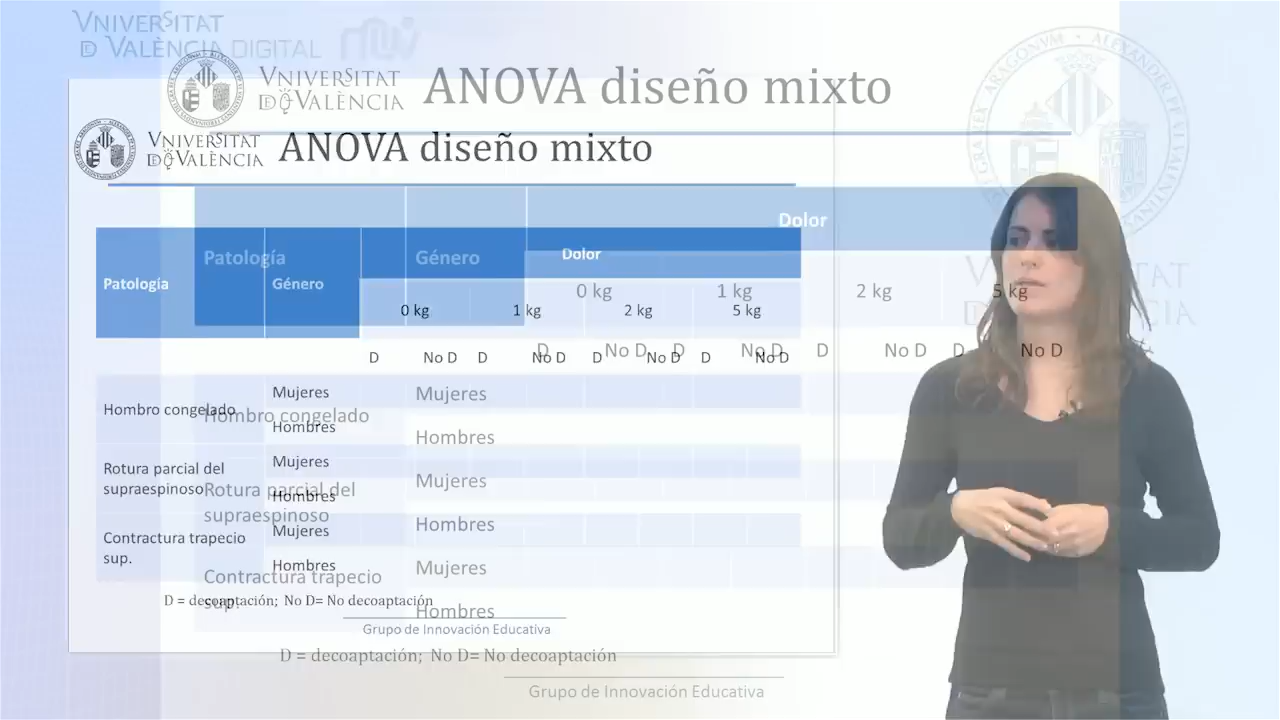 VNIVERSITAT
DE VALÈNCIA DIGITAL
VNIVERSITAT
DE VALÈNCIA
ANOVA diseño mixto
VNIVERSITAT
DE VALÈNCIA
ANOVA diseño mixto
Dolor
Patología Género
0 kg 1 kg 2 kg 5 kg
D No D D No D D No D D No D
Hombro congelado Mujeres
Hombres
Rotura parcial del
supraespinoso Mujeres
Hombres
Contractura trapecio
sup. Mujeres
Hombres
D = decoaptación; No D= No decoaptación
Grupo de Innovación Educativa
Dolor
Patología Género
0 kg 1 kg 2 kg 5 kg
D No D D No D D No D D No D
Hombro congelado Mujeres
Hombres
Rotura parcial del
supraespinoso Mujeres
Hombres
Contractura trapecio
sup. Mujeres
Hombres
D = decoaptación; No D= No decoaptación
Grupo de Innovación Educativa